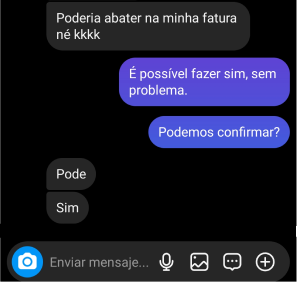 Poderia abater na minha fatura
né kkkk
É possível fazer sim, sem
problema.
Podemos confirmar?
Pode
Sim
Enviar mensaje...